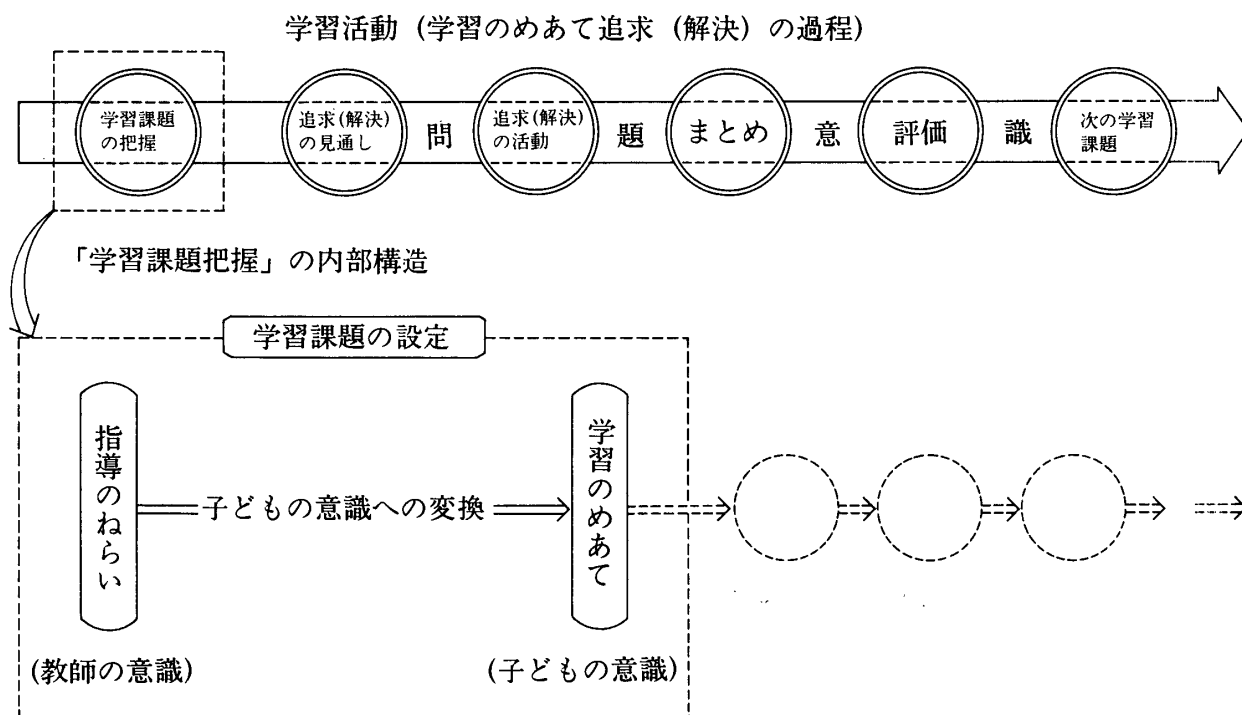 学習活動（学習のめあて追求（解決）の過程）
学習課題
の把握
追求（解決）
の見通し
問
追求（解決）
の活動
題
まとめ
意
評価
識
次の学習
課題
「学習課題把握」の内部構造
学習課題の設定
指導のねらい
子どもの意識への変換
学習のめあて
（教師の意識）
（子どもの意識）